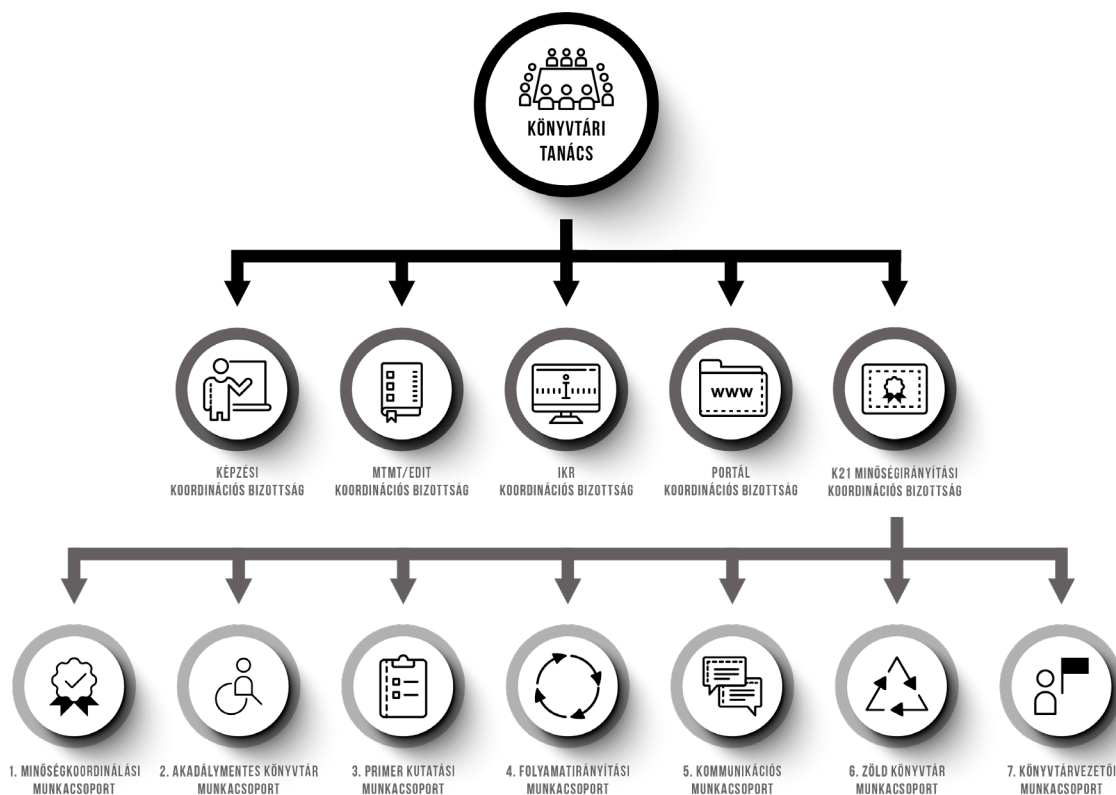 KÖNYVTÁRI
TANÁCS
WWW
KÉPZÉSI
KOORDINÁCIÓS BIZOTTSÁG
MTMT/EDIT
KOORDINÁCIÓS BIZOTTSÁG
IKR
KOORDINÁCIÓS BIZOTTSÁG
PORTÁL
KOORDINÁCIÓS BIZOTTSÁG
K21 MINŐSÉGIRÁNYÍTÁSI
KOORDINÁCIÓS BIZOTTSÁG
1. MINŐSÉGKOORDINÁLÁSI
MUNKACSOPORT
2. AKADÁLYMENTES KÖNYVTÁR
MUNKACSOPORT
3. PRIMER KUTATÁSI
MUNKACSOPORT
4. FOLYAMATIRÁNYÍTÁSI
MUNKACSOPORT
5. KOMMUNIKÁCIÓS
MUNKACSOPORT
6. ZÖLD KÖNYVTÁR
MUNKACSOPORT
7. KÖNYVTÁRVEZETŐI
MUNKACSOPORT